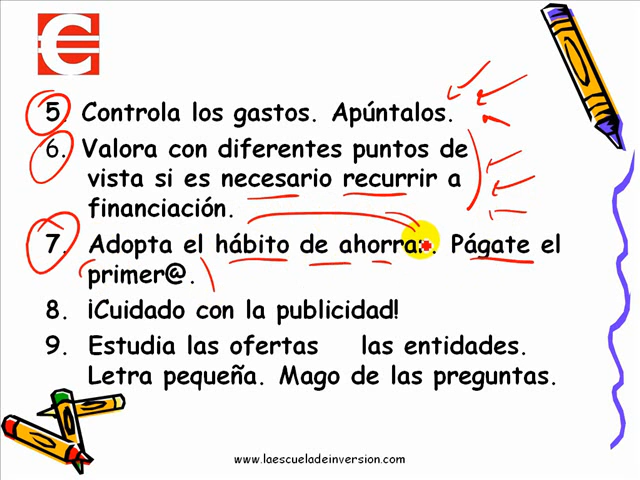 5. Controla los gastos. Apúntalos.
6. Valora con diferentes puntos de
vista si es necesario recurrir a
financiación.
7. Adopta el hábito de ahorrar. Págate el
primer@.
8. ¡Cuidado con la publicidad!
9. Estudia las ofertas las entidades.
Letra pequeña. Mago de las preguntas.
www.laescueladeinversion.com